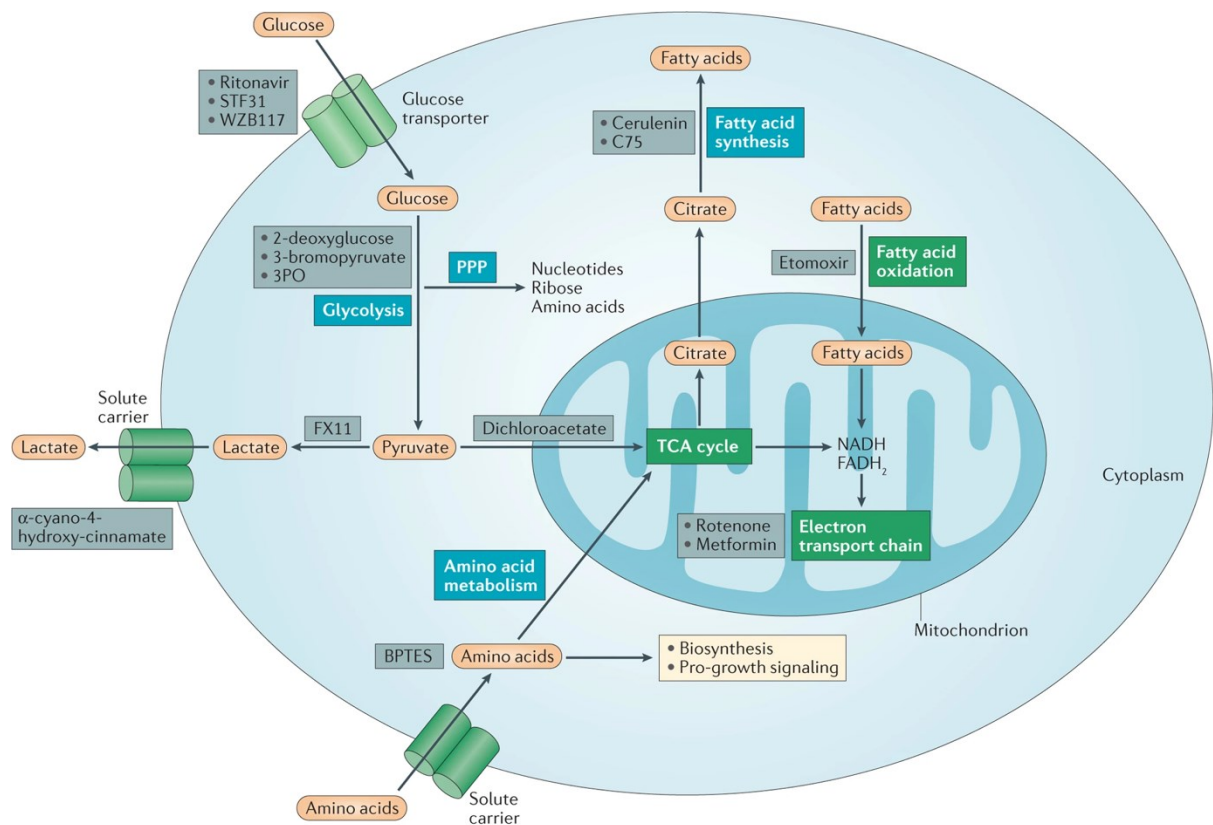 Glucose
• Ritonavir
• STF31
• WZB117
Glucose
transporter
Glucose
• 2-deoxyglucose
• 3-bromopyruvate
• 3PO
Glycolysis
PPP
Nucleotides
Ribose
Amino acids
Fatty acids
• Cerulenin
• C75
Fatty acid
synthesis
Citrate
Fatty acids
Etomoxir
Fatty acid
oxidation
Citrate
Fatty acids
Solute
carrier
Lactate
Lactate
FX11
Pyruvate
Dichloroacetate
TCA cycle
NADH
FADH₂
Cytoplasm
α-cyano-4-
hydroxy-cinnamate
• Rotenone
• Metformin
Electron
transport chain
Amino acid
metabolism
Mitochondrion
BPTES
Amino acids
• Biosynthesis
• Pro-growth signaling
Amino acids
Solute
carrier